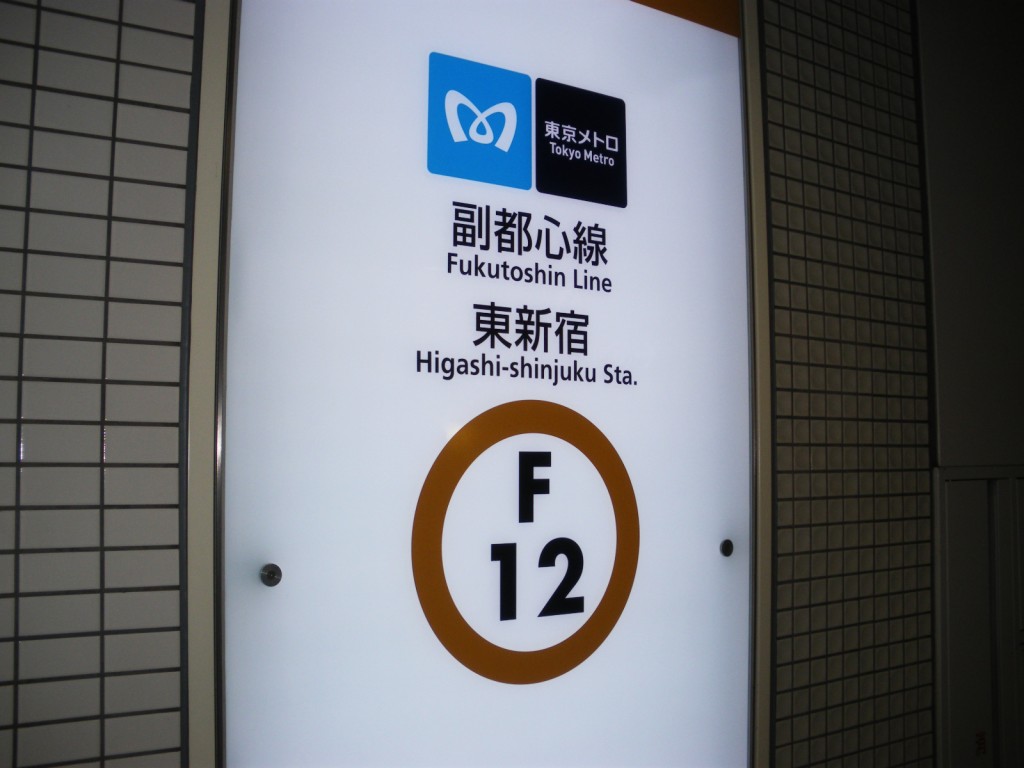 東京メトロ
Tokyo Metro
副都心線
Fukutoshin Line
東新宿
Higashi-shinjuku Sta.
F
12